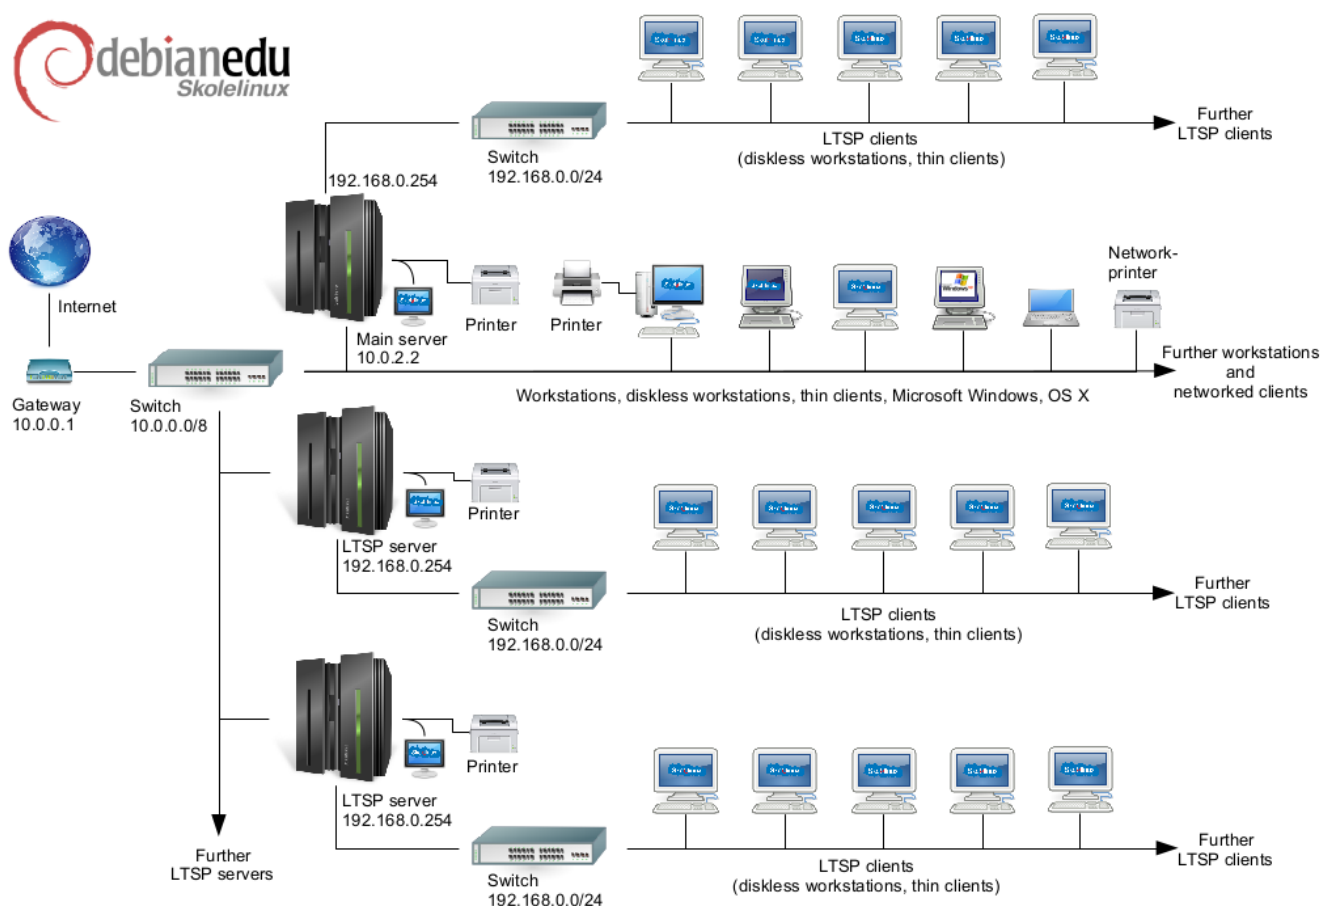 debianedu
Skolelinux
Further
LTSP clients
LTSP clients
(diskless workstations, thin clients)
Switch
192.168.0.0/24
192.168.0.254
Internet
Network-
printer
Printer
Printer
Main server
10.0.2.2
Gateway
10.0.0.1
Switch
10.0.0.0/8
Workstations, diskless workstations, thin clients, Microsoft Windows, OS X
Further workstations
and
networked clients
Printer
LTSP server
192.168.0.254
Switch
192.168.0.0/24
LTSP clients
(diskless workstations, thin clients)
Further
LTSP clients
Printer
LTSP server
192.168.0.254
Switch
192.168.0.0/24
LTSP clients
(diskless workstations, thin clients)
Further
LTSP clients
Further
LTSP servers